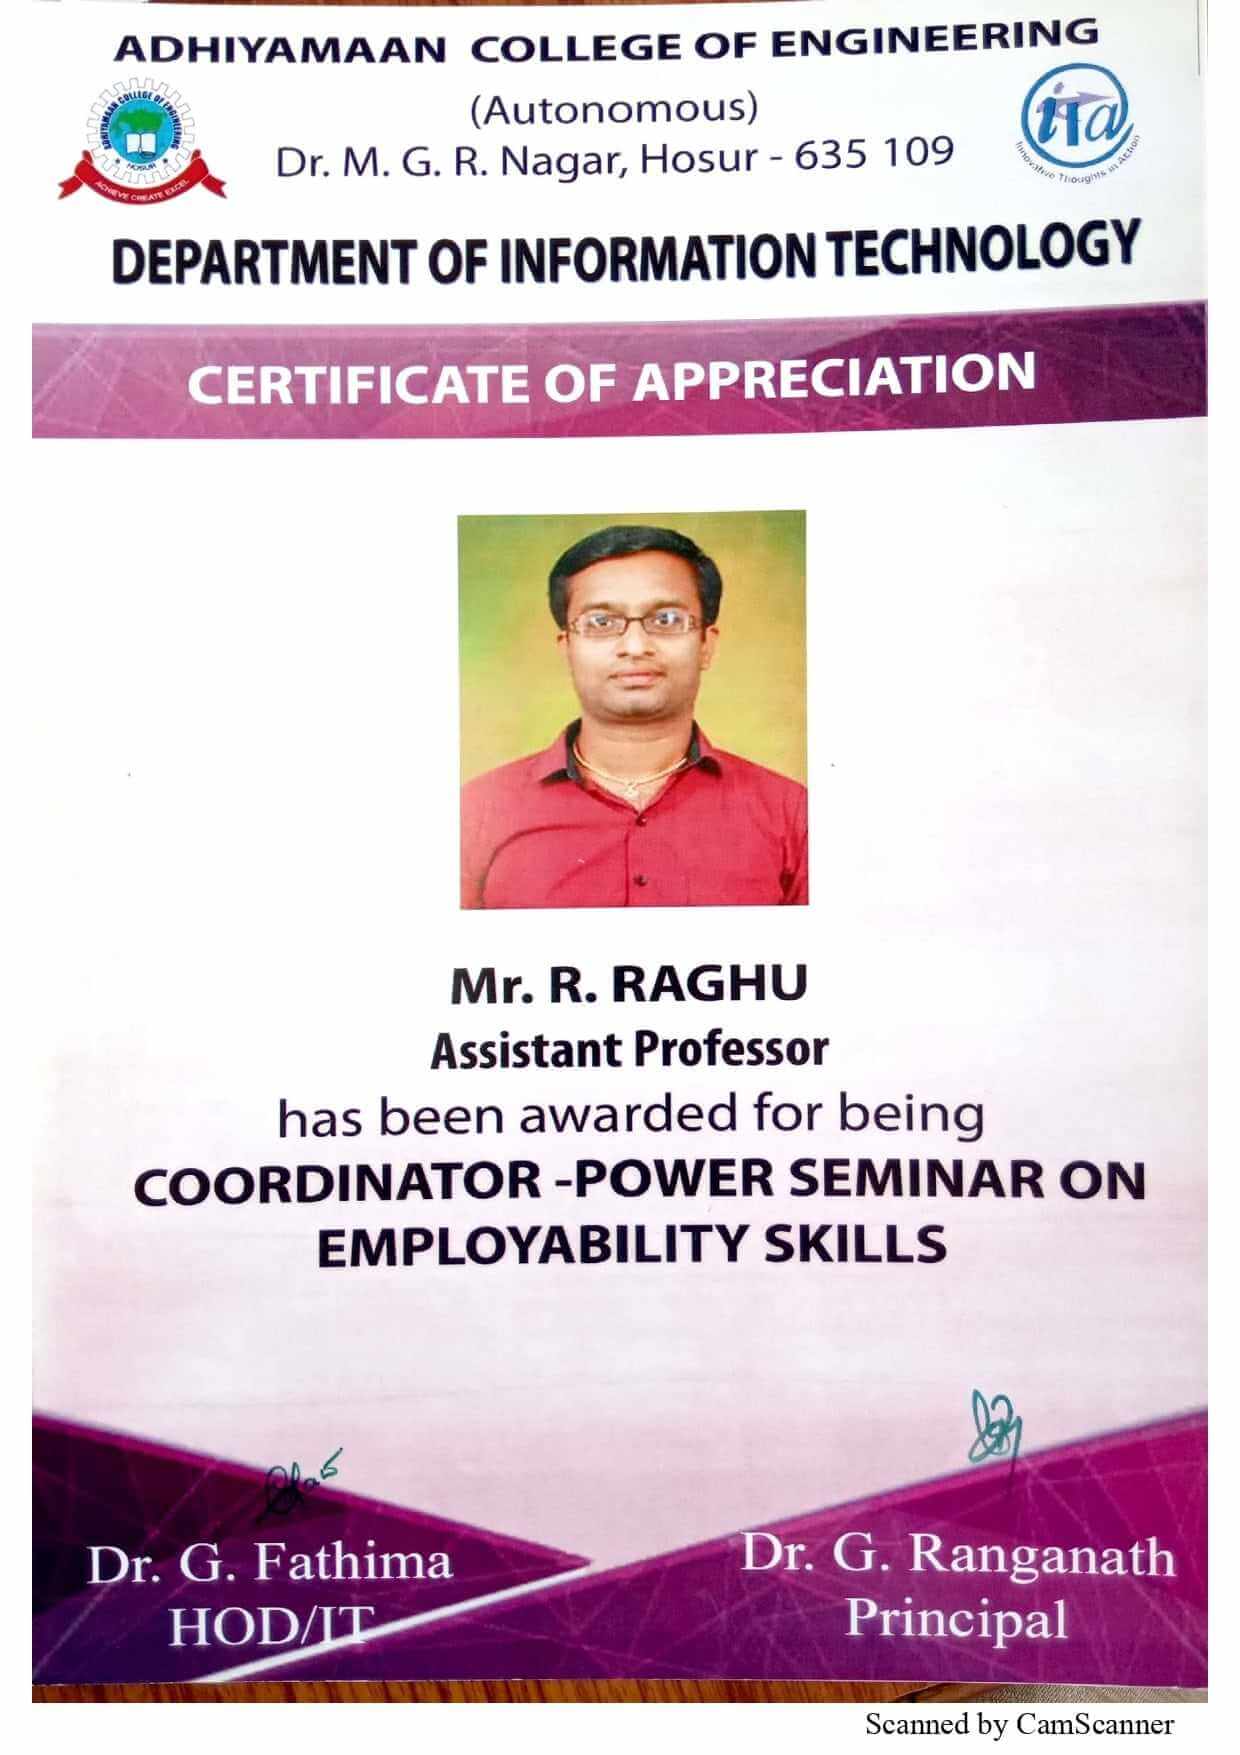 ADHIYAMAAN COLLEGE OF ENGINEERING
(Autonomous)
Dr. M. G. R. Nagar, Hosur - 635 109
ADHIYAMAAN COLLEGE OF ENGINEERING
HOSUR
ACHIEVE CREATE EXCEL
iTa
Innovative Thoughts in Action
DEPARTMENT OF INFORMATION TECHNOLOGY
CERTIFICATE OF APPRECIATION
Mr. R. RAGHU
Assistant Professor
has been awarded for being
COORDINATOR -POWER SEMINAR ON
EMPLOYABILITY SKILLS
Dr. G. Fathima
HOD/IT
Dr. G. Ranganath
Principal
Scanned by CamScanner